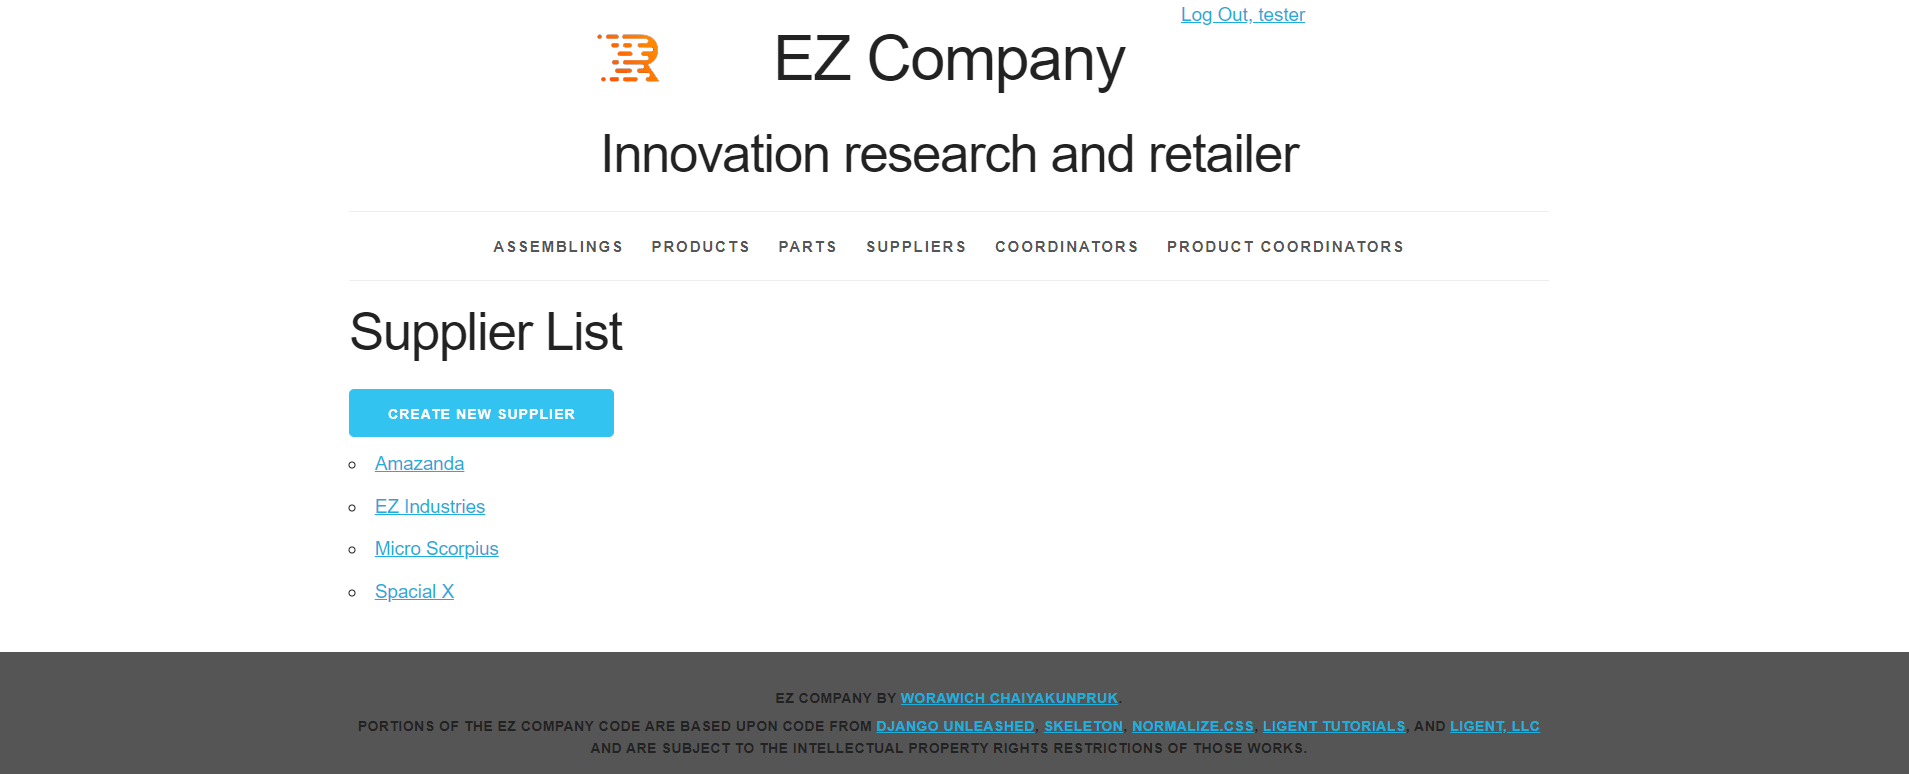 Log Out, tester
EZ Company
Innovation research and retailer
ASSEMBLINGS PRODUCTS PARTS SUPPLIERS COORDINATORS PRODUCT COORDINATORS
Supplier List
CREATE NEW SUPPLIER
Amazanda
EZ Industries
Micro Scorpius
Spacial X
EZ COMPANY BY WORAWICH CHAIYAKUNPRUK.
PORTIONS OF THE EZ COMPANY CODE ARE BASED UPON CODE FROM DJANGO UNLEASHED, SKELETON, NORMALIZE.CSS, LIGENT TUTORIALS, AND LIGENT, LLC
AND ARE SUBJECT TO THE INTELLECTUAL PROPERTY RIGHTS RESTRICTIONS OF THOSE WORKS.